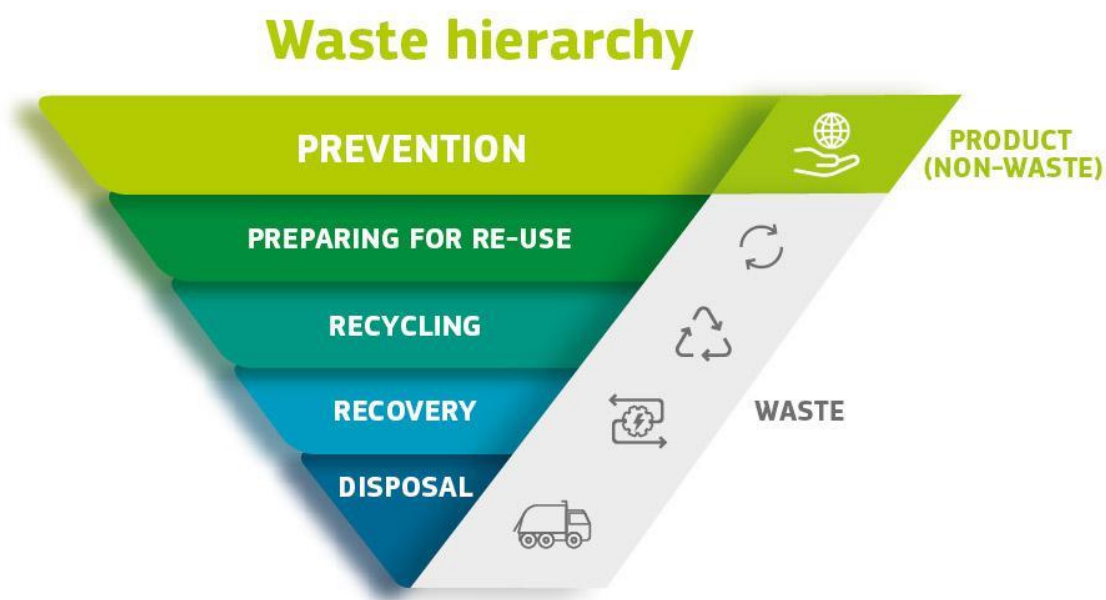 Waste hierarchy
PREVENTION
PRODUCT
(NON-WASTE)
PREPARING FOR RE-USE
RECYCLING
RECOVERY
WASTE
DISPOSAL